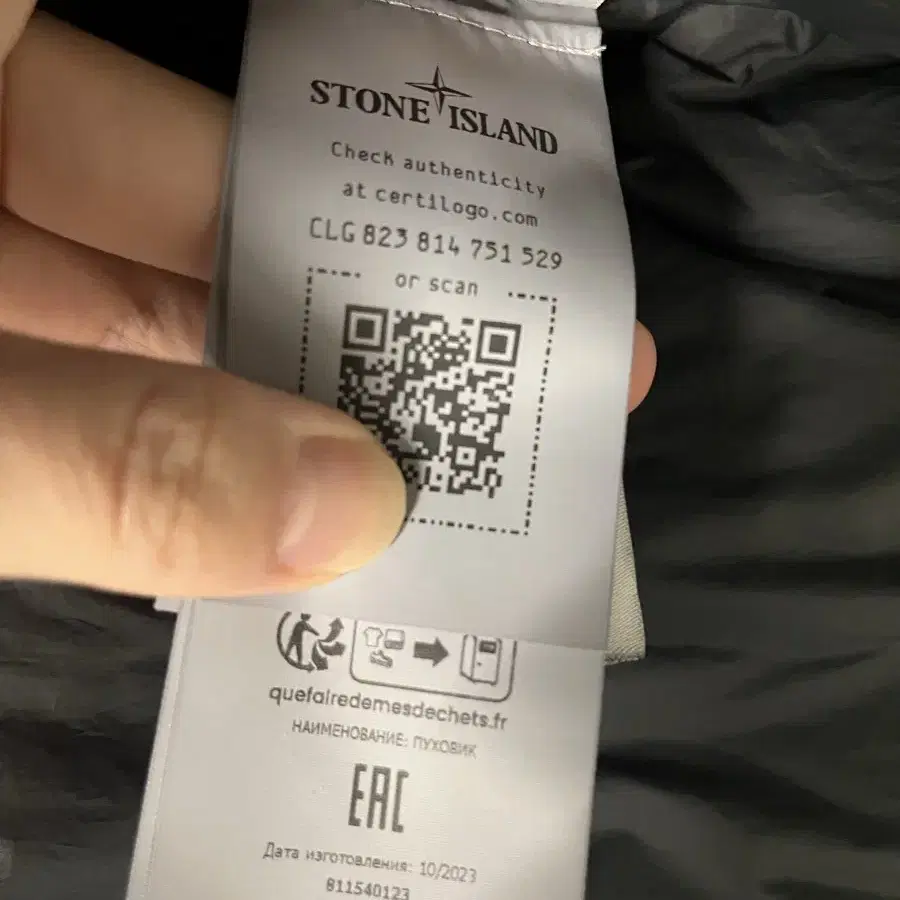 STONE ISLAND
Check authenticity
at certilogo.com
CLG 823 814 751 529
or scan
quefairedemesdechets.fr
НАИМЕНОВАНИЕ: ПУХОВИК
EAC
Дата изготовления: 10/2023
811540123